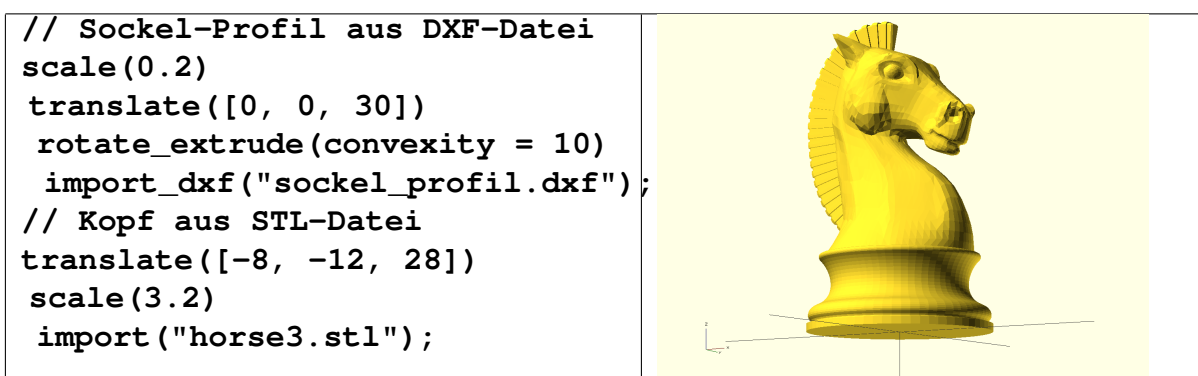 // Sockel-Profil aus DXF-Datei
scale(0.2)
translate([0, 0, 30])
rotate_extrude(convexity = 10)
import_dxf("sockel_profil.dxf");
// Kopf aus STL-Datei
translate([-8, -12, 28])
scale(3.2)
import("horse3.stl");